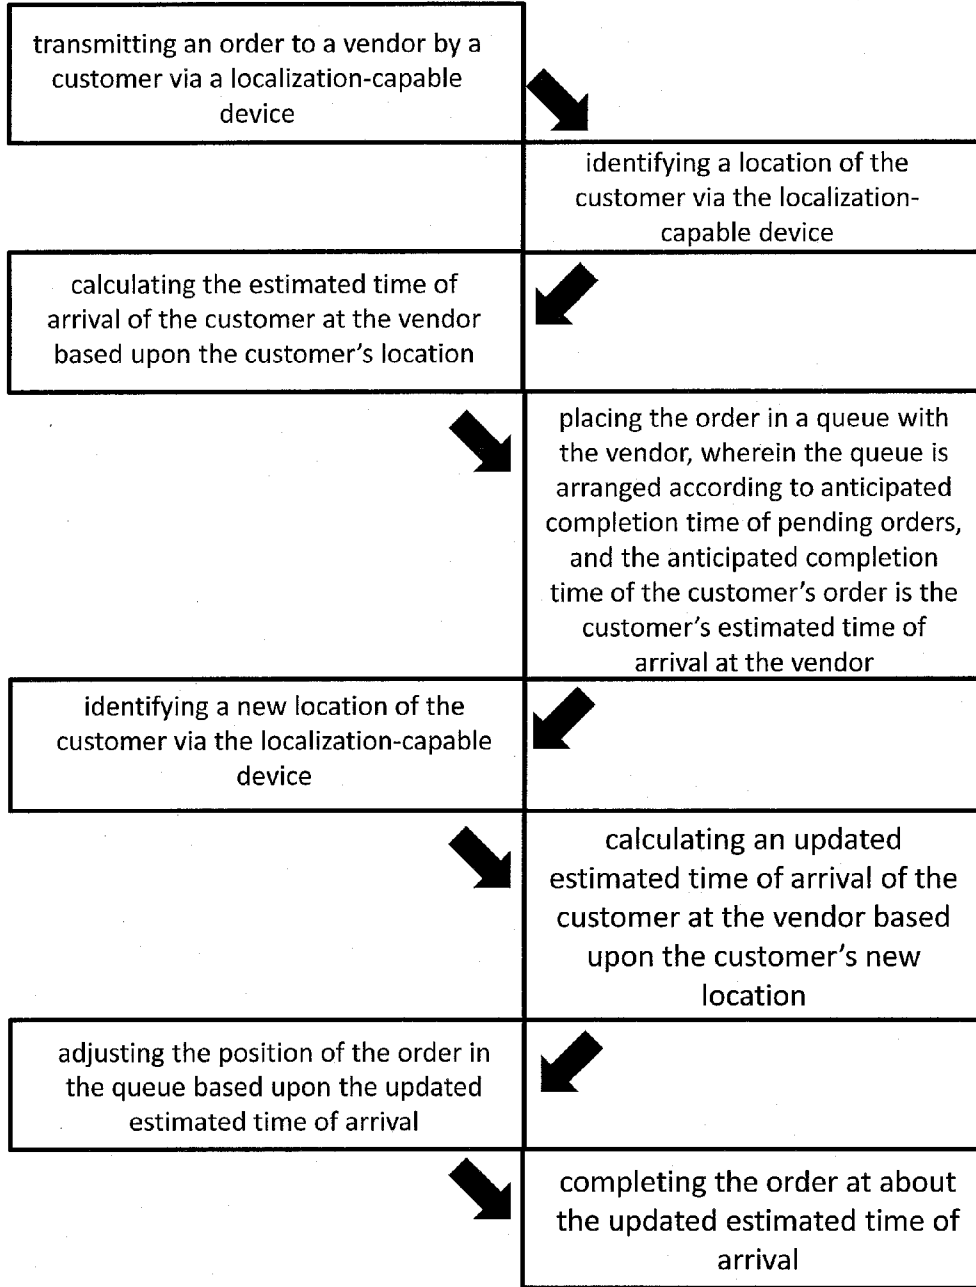 transmitting an order to a vendor by a
customer via a localization-capable
device
identifying a location of the
customer via the localization-
capable device
calculating the estimated time of
arrival of the customer at the vendor
based upon the customer's location
placing the order in a queue with
the vendor, wherein the queue is
arranged according to anticipated
completion time of pending orders,
and the anticipated completion
time of the customer's order is the
customer's estimated time of
arrival at the vendor
identifying a new location of the
customer via the localization-capable
device
calculating an updated
estimated time of arrival of the
customer at the vendor based
upon the customer's new
location
adjusting the position of the order in
the queue based upon the updated
estimated time of arrival
completing the order at about
the updated estimated time of
arrival